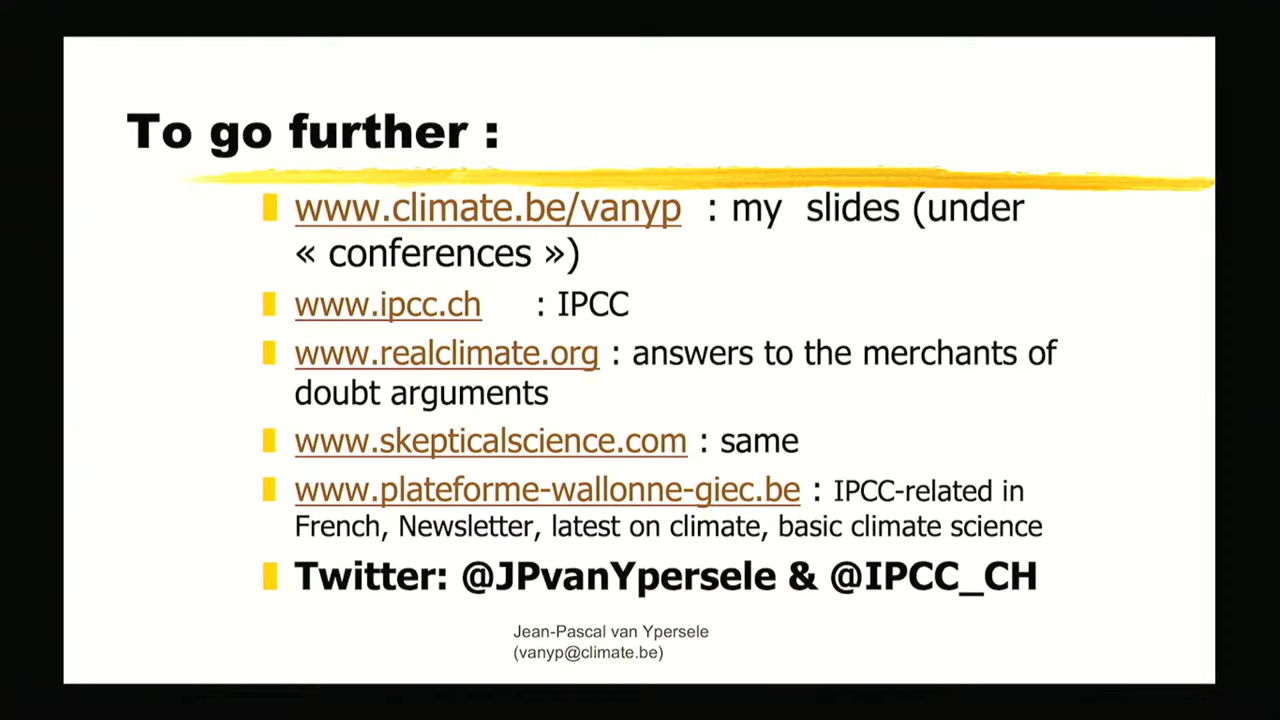 To go further :
www.climate.be/vanyp : my slides (under
« conferences »)
www.ipcc.ch : IPCC
www.realclimate.org : answers to the merchants of
doubt arguments
www.skepticalscience.com : same
www.plateforme-wallonne-giec.be : IPCC-related in
French, Newsletter, latest on climate, basic climate science
Twitter: @JPvanYpersele & @IPCC_CH
Jean-Pascal van Ypersele
(vanyp@climate.be)